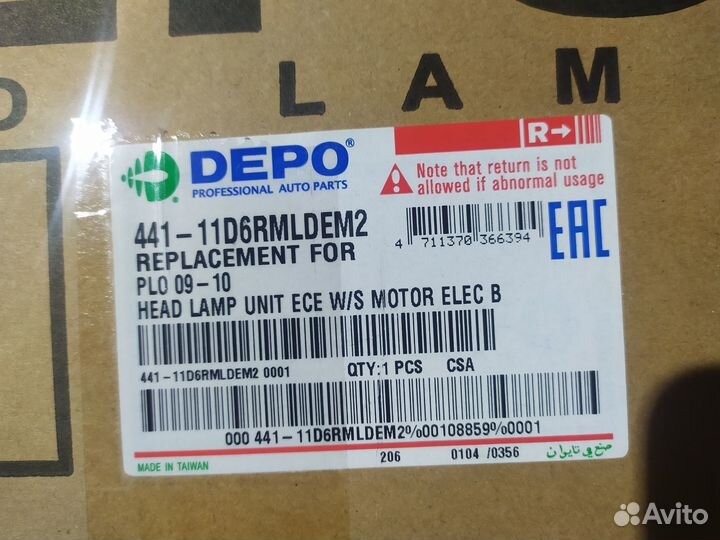 D LAM
DEPO®
PROFESSIONAL AUTO PARTS
R
Note that return is not
allowed if abnormal usage
441-11D6RMLDEM2
REPLACEMENT FOR
PLO 09-10
HEAD LAMP UNIT ECE W/S MOTOR ELEC B
4 711370 366394
EAC
441-11D6RMLDEM2 0001 QTY:1 PCS CSA
000 441-11D6RMLDEM2%00108859%0001
MADE IN TAIWAN 206 0104 /0356 صنع في تايوان
Avito